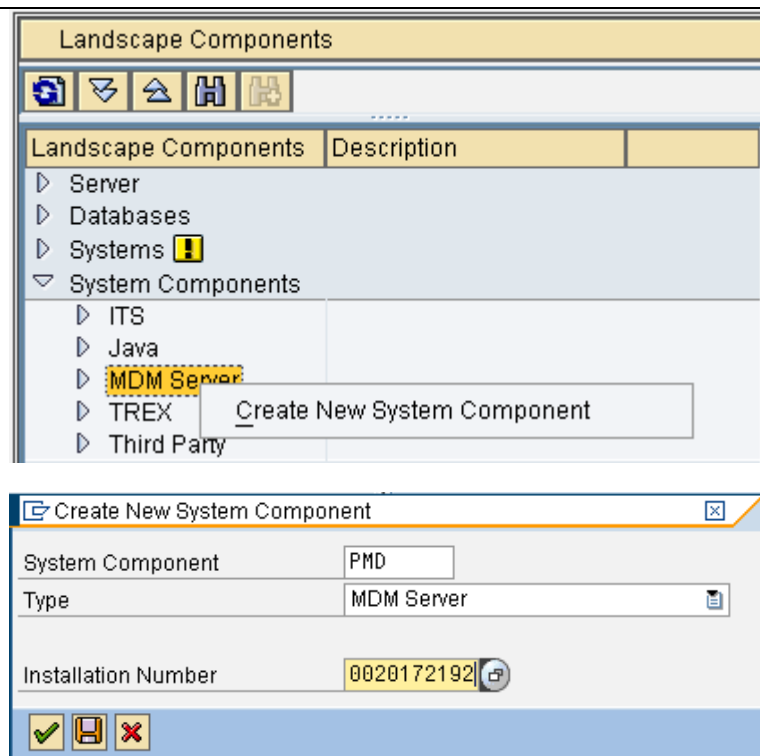 Landscape Components
Landscape Components Description
Server
Databases
Systems
System Components
ITS
Java
MDM Server
TREX Create New System Component
Third Party
Create New System Component
System Component PMD
Type MDM Server
Installation Number 0020172192